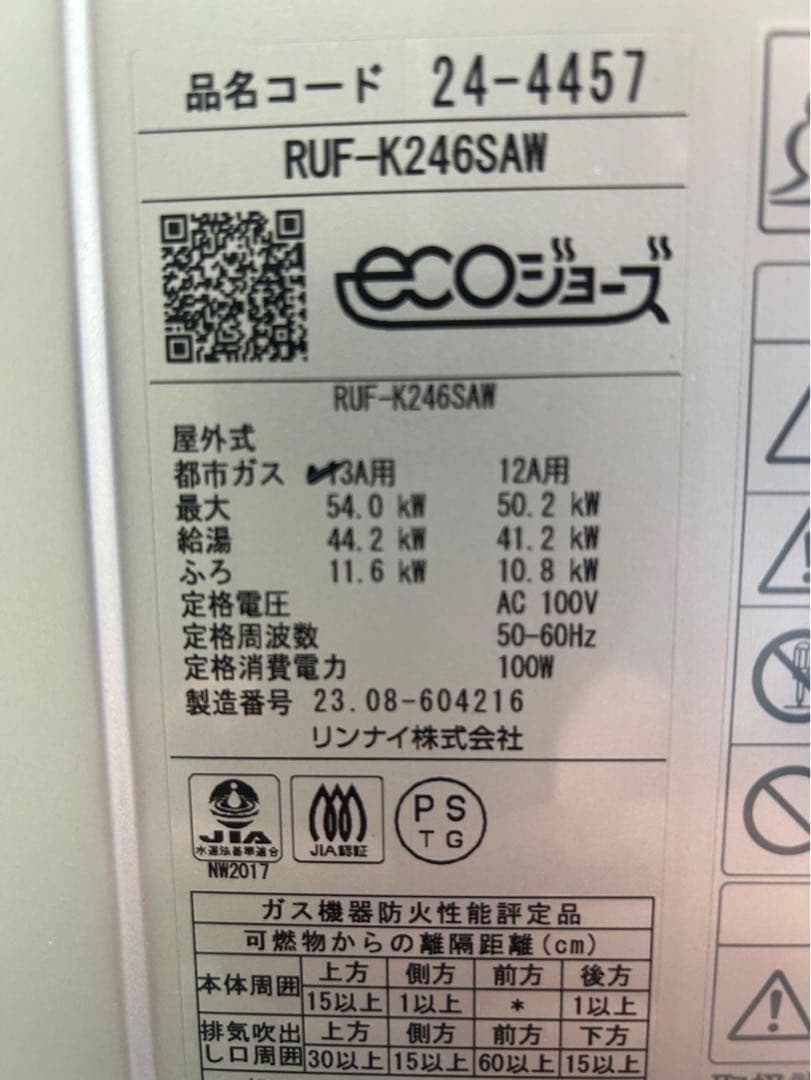 品名コード 24-4457
RUF-K246SAW
ecoジョーズ
RUF-K246SAW
屋外式
都市ガス 13A用 12A用
最大 54.0 kW 50.2 kW
給湯 44.2 kW 41.2 kW
ふろ 11.6 kW 10.8 kW
定格電圧 AC 100V
定格周波数 50-60Hz
定格消費電力 100W
製造番号 23.08-604216
リンナイ株式会社
JIA
水道法基準適合
NW2017
JIA認証
PS
TG
ガス機器防火性能評定品
可燃物からの離隔距離(cm)
本体周囲 上方 側方 前方 後方
15以上 1以上 * 1以上
排気吹出し口周囲 上方 側方 前方 下方
30以上 15以上 60以上 15以上